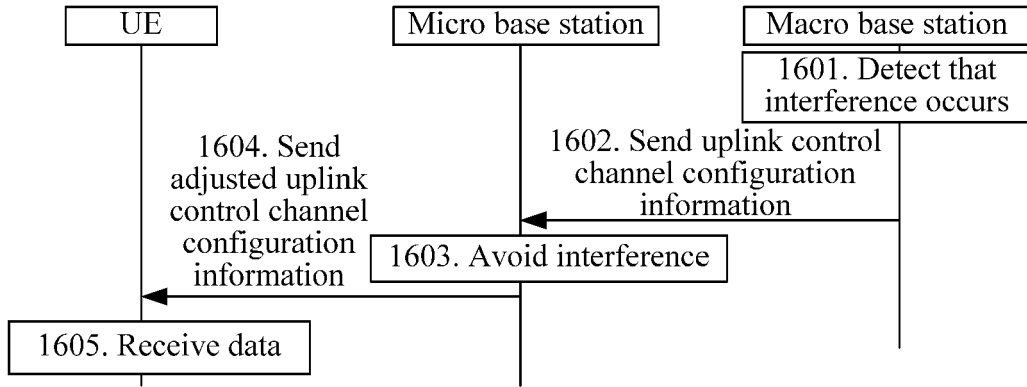 UE
Micro base station
Macro base station
1601. Detect that
interference occurs
1602. Send uplink control
channel configuration
information
1603. Avoid interference
1604. Send
adjusted uplink
control channel
configuration
information
1605. Receive data